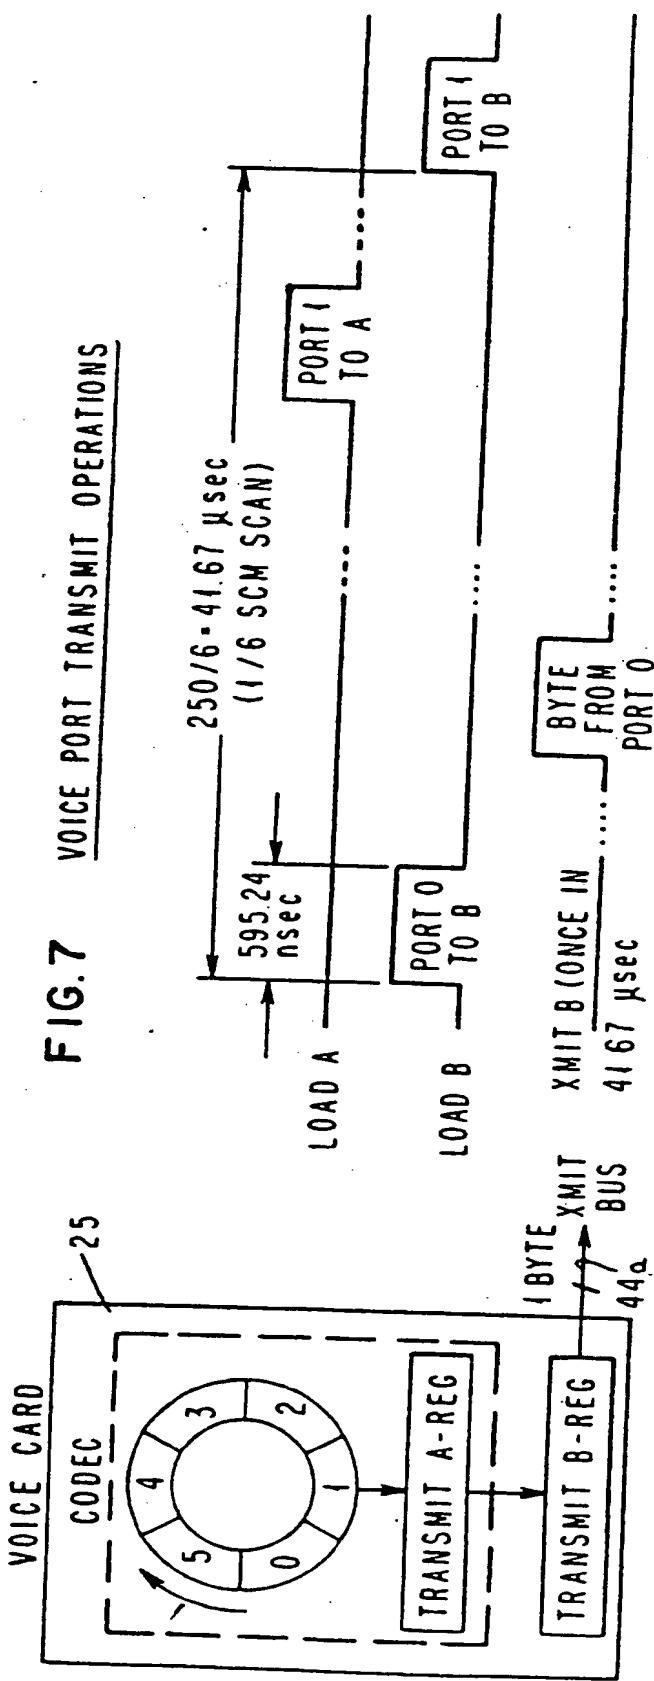 FIG.7
VOICE PORT TRANSMIT OPERATIONS
VOICE CARD
25
CODEC
0
1
2
3
4
5
TRANSMIT A-REG
TRANSMIT B-REG
1 BYTE
XMIT
BUS
44a
595.24
nsec
250/6=41.67 µsec
(1/6 SCM SCAN)
LOAD A
PORT 1
TO A
LOAD B
PORT 0
TO B
PORT 1
TO B
XMIT B (ONCE IN
41 67 µsec
BYTE
FROM
PORT 0